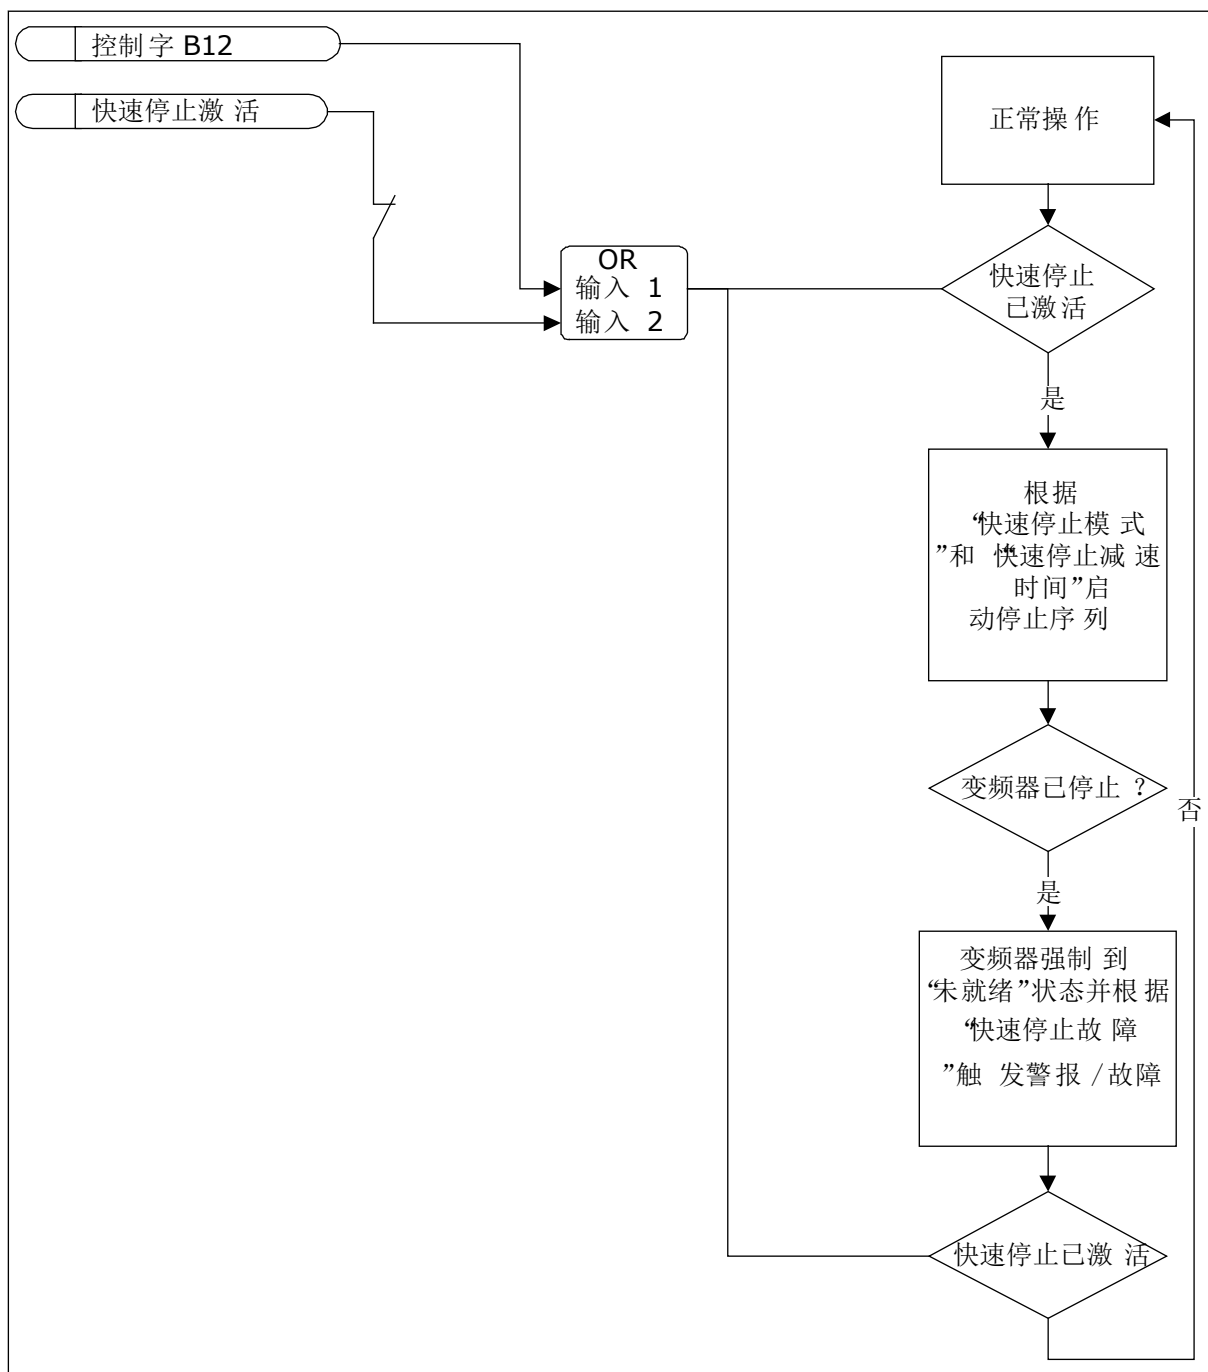 控制字 B12
快速停止激活
OR
输入 1
输入 2
正常操作
快速停止
已激活
是
根据
“快速停止模式
”和“快速停止减速
时间”启
动停止序列
变频器已停止?
否
是
变频器强制到
“未就绪”状态并根据
“快速停止故障
”触发警报/故障
快速停止已激活